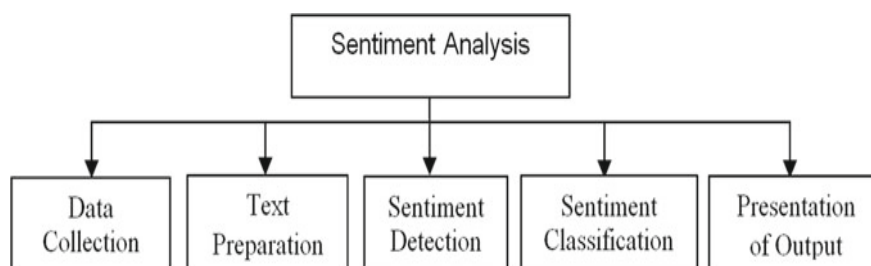 Sentiment Analysis
Data
Collection
Text
Preparation
Sentiment
Detection
Sentiment
Classification
Presentation
of Output